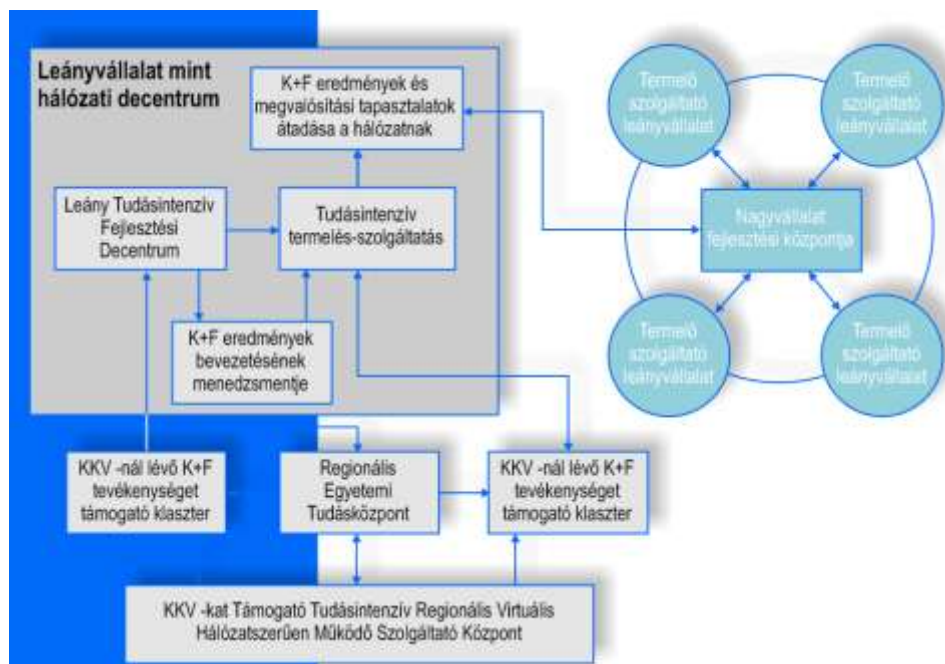 Leányvállalat mint
hálózati decentrum
K+F eredmények és
megvalósítási tapasztalatok
átadása a hálózatnak
Leány Tudásintenzív
Fejlesztési
Decentrum
Tudásintenzív
termelés-szolgáltatás
K+F eredmények
bevezetésének
menedzsmentje
Termelő
szolgáltató
leányvállalat
Termelő
szolgáltató
leányvállalat
Nagyvállalat
fejlesztési központja
Termelő
szolgáltató
leányvállalat
Termelő
szolgáltató
leányvállalat
KKV -nál lévő K+F
tevékenységet
támogató klaszter
Regionális
Egyetemi
Tudásközpont
KKV -nál lévő K+F
tevékenységet
támogató klaszter
KKV -kat Támogató Tudásintenzív Regionális Virtuális
Hálózatszerűen Működő Szolgáltató Központ